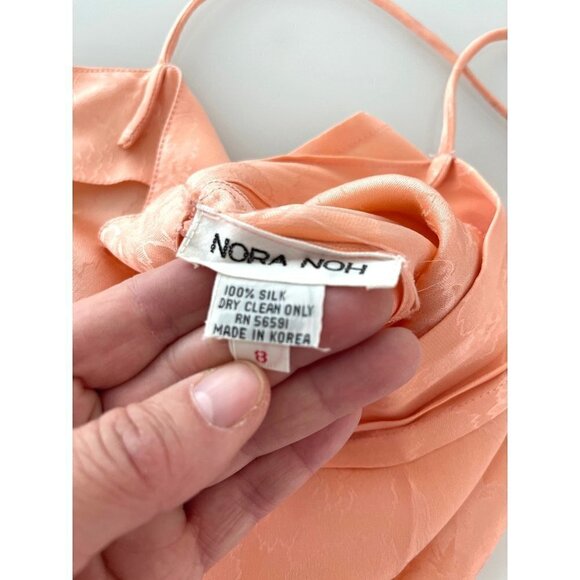 NORA NOH
100% SILK
DRY CLEAN ONLY
RN 56591
MADE IN KOREA
8